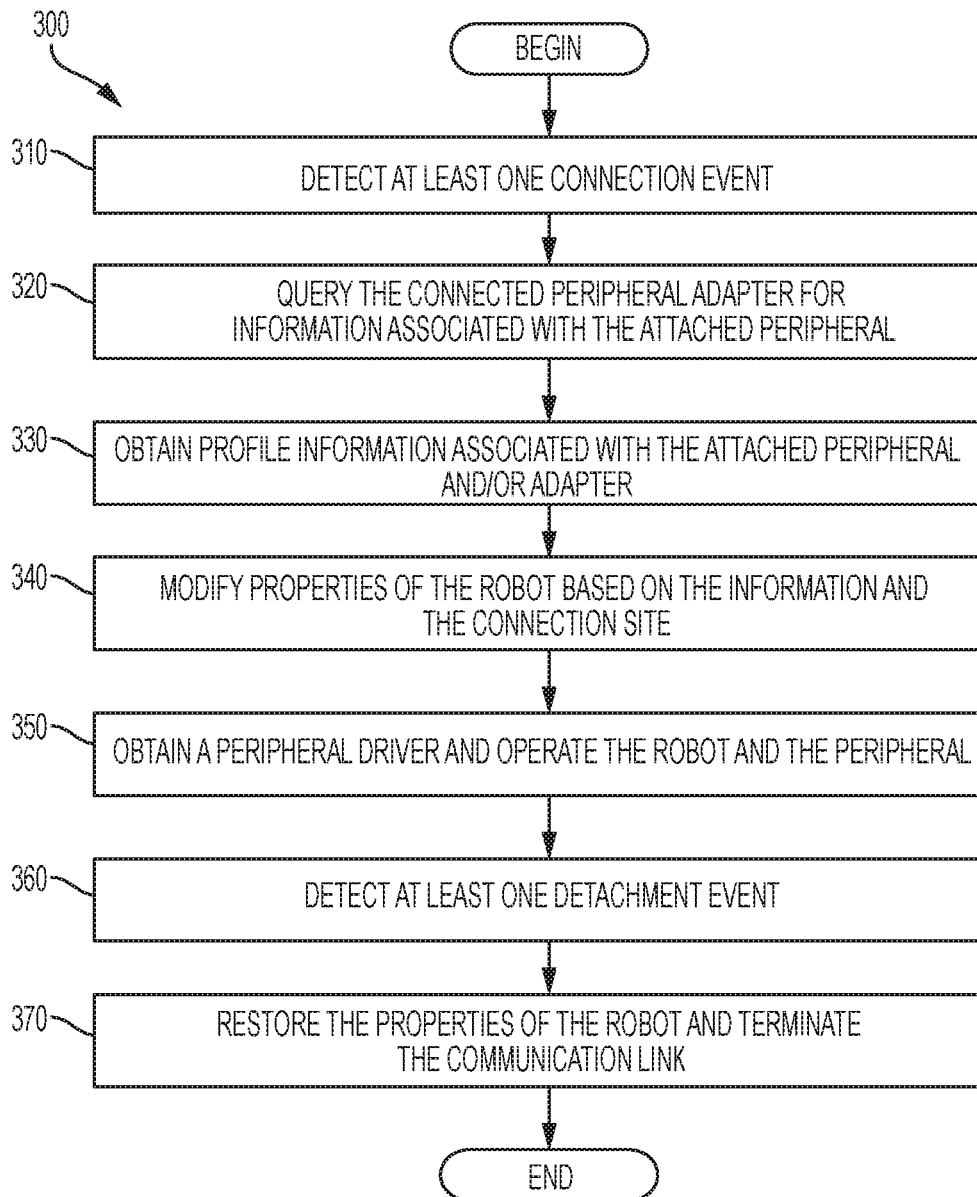 300
BEGIN
310
DETECT AT LEAST ONE CONNECTION EVENT
320
QUERY THE CONNECTED PERIPHERAL ADAPTER FOR
INFORMATION ASSOCIATED WITH THE ATTACHED PERIPHERAL
330
OBTAIN PROFILE INFORMATION ASSOCIATED WITH THE ATTACHED PERIPHERAL
AND/OR ADAPTER
340
MODIFY PROPERTIES OF THE ROBOT BASED ON THE INFORMATION AND
THE CONNECTION SITE
350
OBTAIN A PERIPHERAL DRIVER AND OPERATE THE ROBOT AND THE PERIPHERAL
360
DETECT AT LEAST ONE DETACHMENT EVENT
370
RESTORE THE PROPERTIES OF THE ROBOT AND TERMINATE
THE COMMUNICATION LINK
END